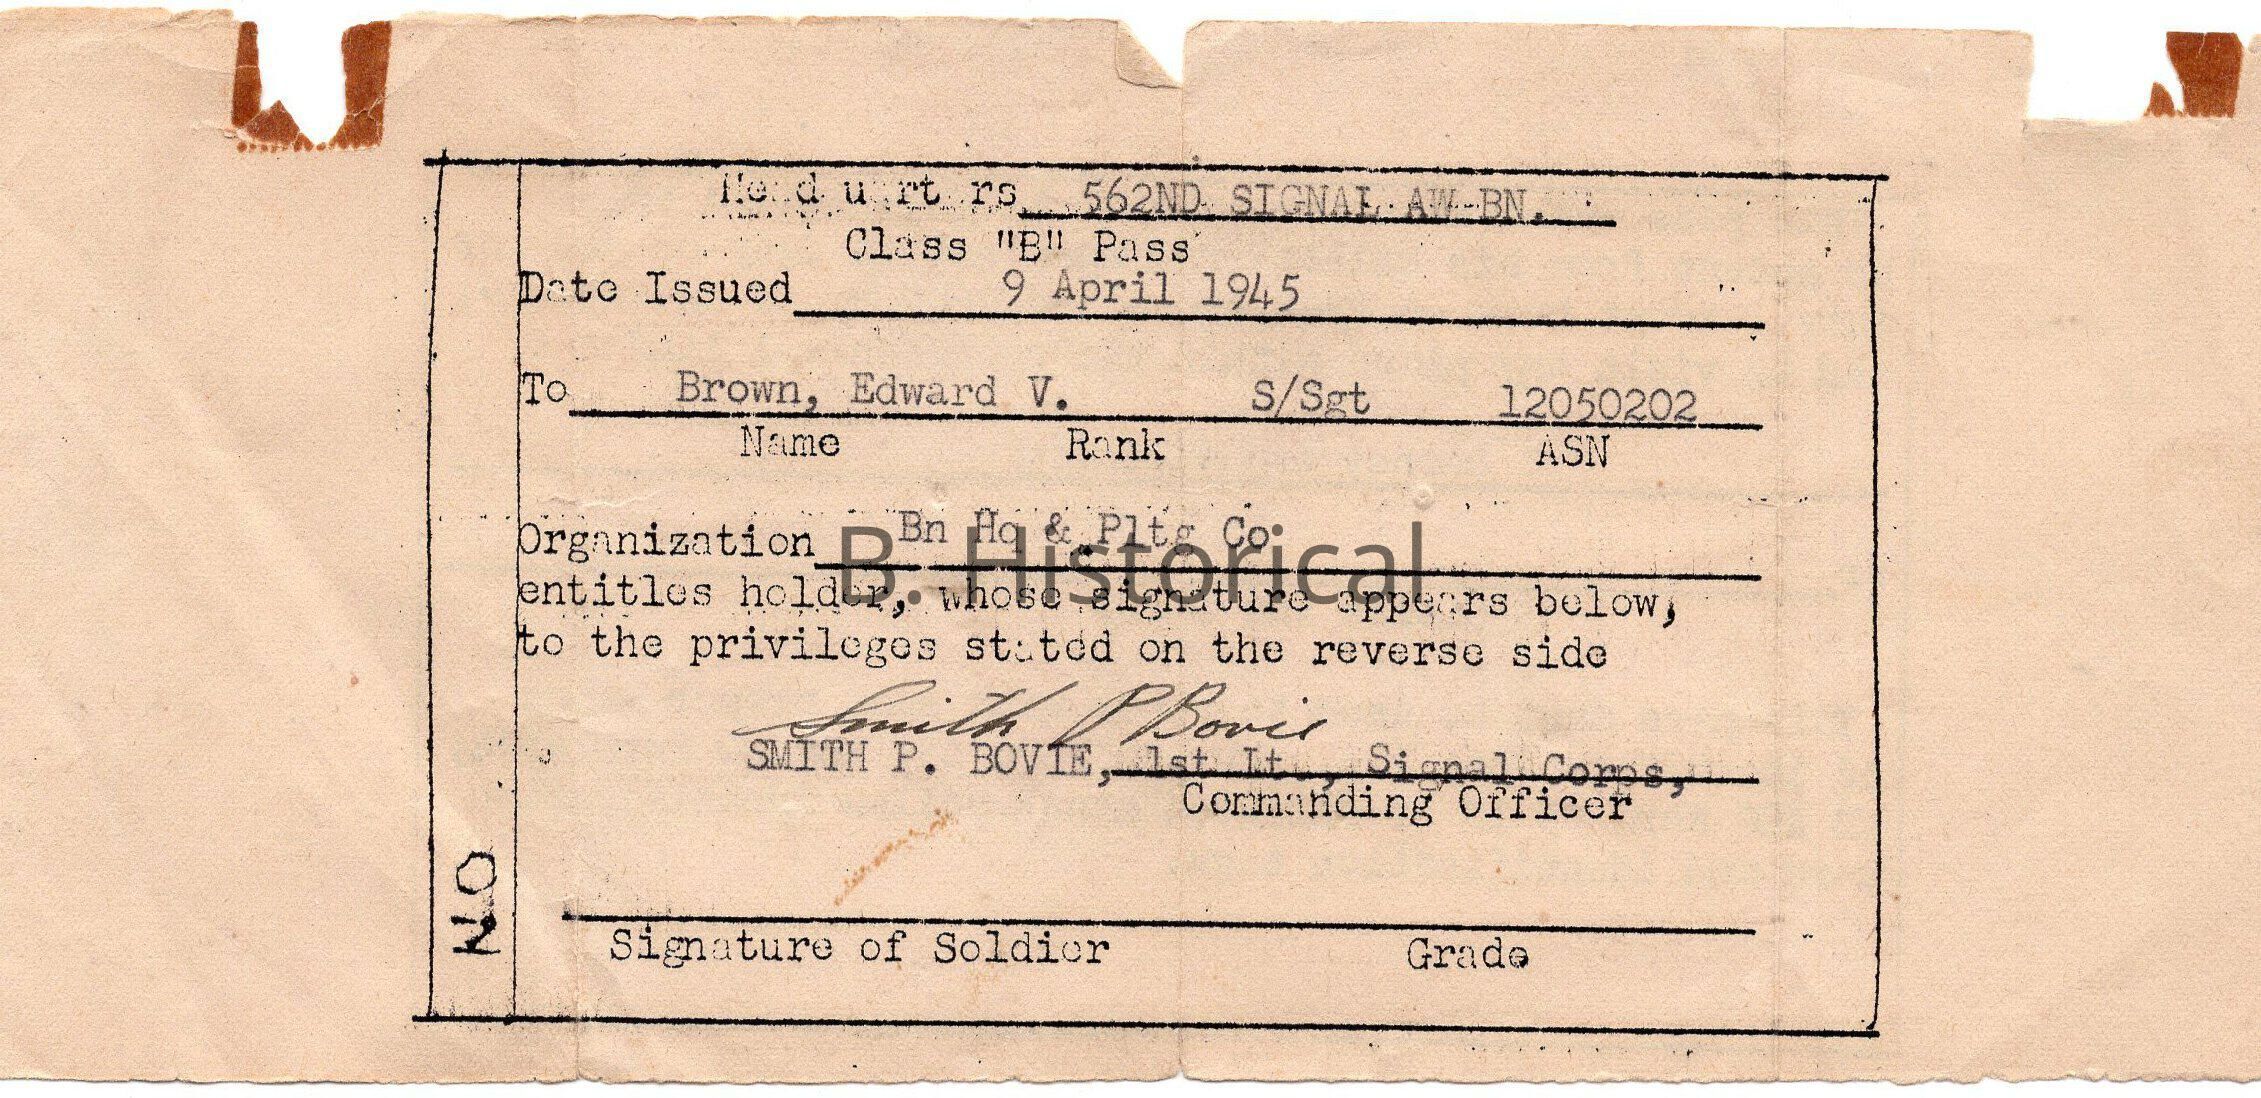 Headquarters 562ND SIGNAL AW BN.
Class "B" Pass
Date Issued 9 April 1945
To Brown, Edward V. S/Sgt 12050202
Name Rank ASN
Organization Bn Hq & Pltg Co
entitles holder, whose signature appears below,
to the privileges stated on the reverse side
Smith P Bovie
SMITH P. BOVIE, 1st Lt., Signal Corps,
Commanding Officer
Signature of Soldier Grade
NO
B. Historical